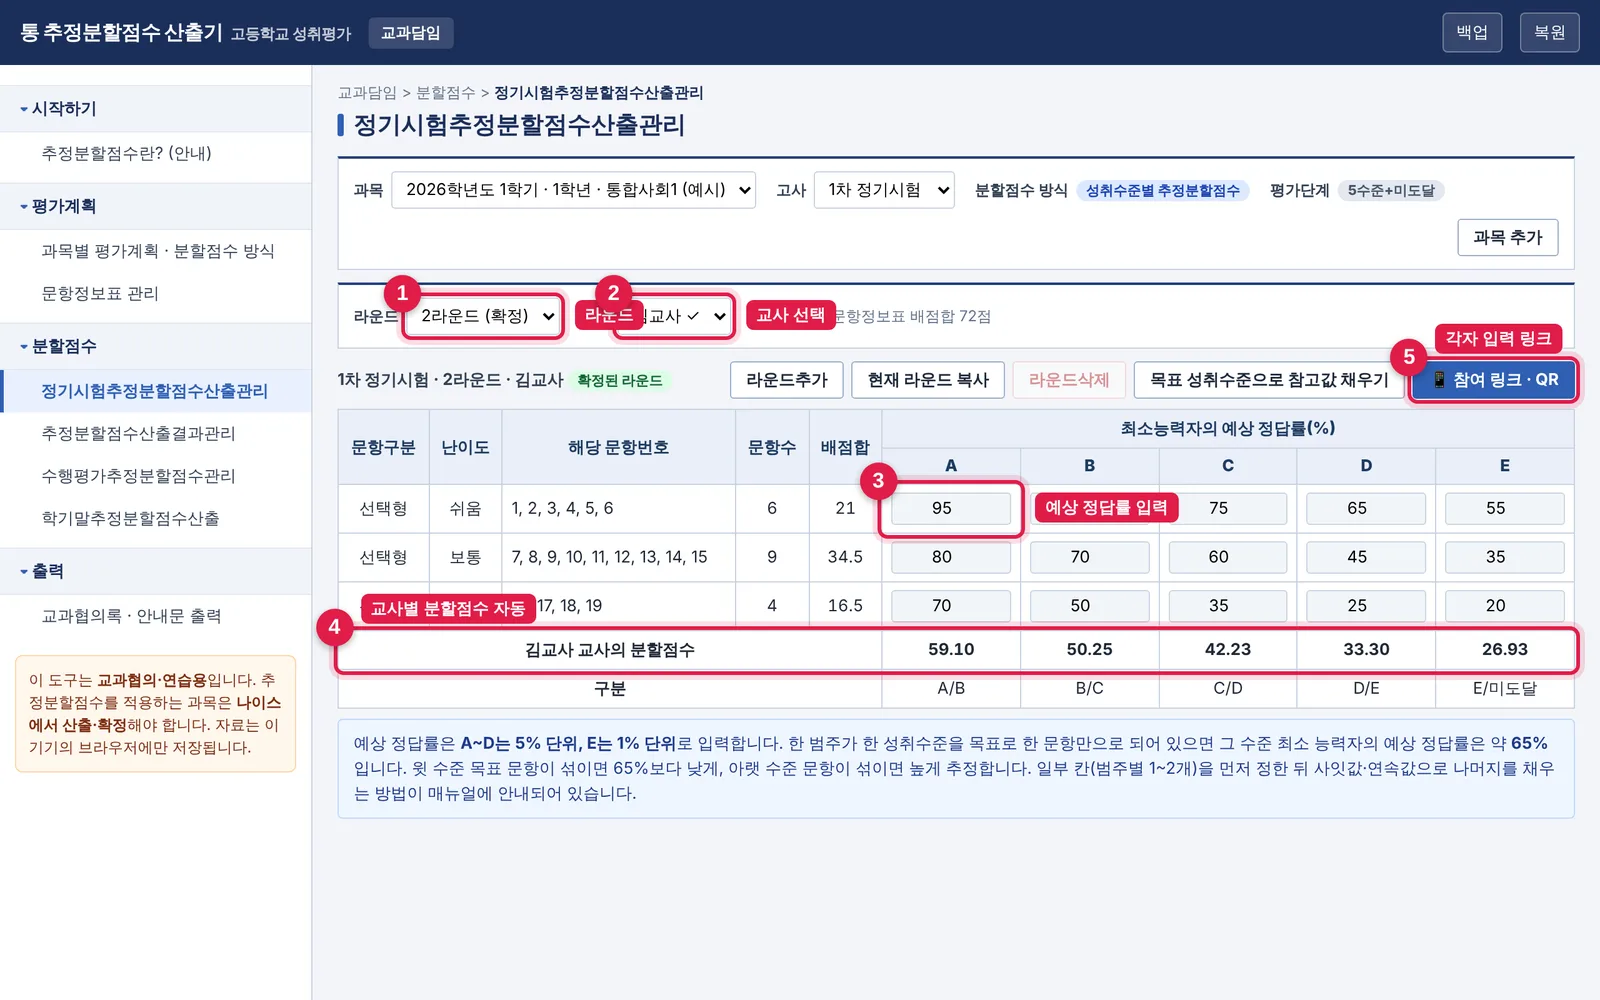 통 추정분할점수 산출기 고등학교 성취평가 교과담임 백업 복원
시작하기
추정분할점수란? (안내)
평가계획
과목별 평가계획 · 분할점수 방식
문항정보표 관리
분할점수
정기시험추정분할점수산출관리
추정분할점수산출결과관리
수행평가추정분할점수관리
학기말추정분할점수산출
출력
교과협의록 · 안내문 출력
이 도구는 교과협의·연습용입니다. 추
정분할점수를 적용하는 과목은 나이스
에서 산출·확정해야 합니다. 자료는 이
기기의 브라우저에만 저장됩니다.
교과담임 > 분할점수 > 정기시험추정분할점수산출관리
정기시험추정분할점수산출관리
과목 2026학년도 1학기 · 1학년 · 통합사회1 (예시) 고사 1차 정기시험 분할점수 방식 성취수준별 추정분할점수 평가단계 5수준+미도달
과목 추가
1 2
라운드 2라운드 (확정) 라운드 교사 ✓ 교사 선택 문항정보표 배점합 72점
5 각자 입력 링크
1차 정기시험 · 2라운드 · 김교사 확정된 라운드 라운드추가 현재 라운드 복사 라운드삭제 목표 성취수준으로 참고값 채우기 참여 링크 · QR
문항구분 난이도 해당 문항번호 문항수 배점합 최소능력자의 예상 정답률(%)
A B C D E
3
선택형 쉬움 1, 2, 3, 4, 5, 6 6 21 95 예상 정답률 입력 75 65 55
선택형 보통 7, 8, 9, 10, 11, 12, 13, 14, 15 9 34.5 80 70 60 45 35
교사별 분할점수 자동 17, 18, 19 4 16.5 70 50 35 25 20
4
김교사 교사의 분할점수 59.10 50.25 42.23 33.30 26.93
구분 A/B B/C C/D D/E E/미도달
예상 정답률은 A~D는 5% 단위, E는 1% 단위로 입력합니다. 한 범주가 한 성취수준을 목표로 한 문항만으로 되어 있으면 그 수준 최소 능력자의 예상 정답률은 약 65%
입니다. 윗 수준 목표 문항이 섞이면 65%보다 낮게, 아랫 수준 문항이 섞이면 높게 추정합니다. 일부 칸(범주별 1~2개)을 먼저 정한 뒤 사잇값·연속값으로 나머지를 채우
는 방법이 매뉴얼에 안내되어 있습니다.